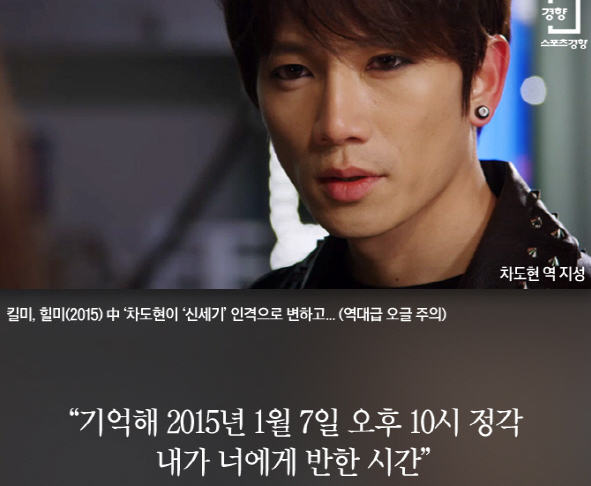 경향
스포츠경향
차도현 역 지성
킬미, 힐미(2015) 中 ‘차도현이 ‘신세기’ 인격으로 변하고... (역대급 오글 주의)
“기억해 2015년 1월 7일 오후 10시 정각
내가 너에게 반한 시간”